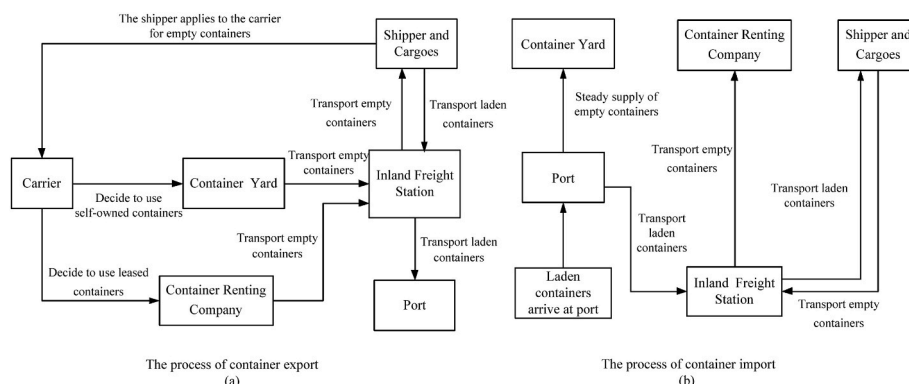 The shipper applies to the carrier
for empty containers
Shipper and
Cargoes
Transport empty
containers
Transport laden
containers
Carrier
Decide to use
self-owned containers
Container Yard
Transport empty
containers
Inland Freight
Station
Decide to use leased
containers
Container Renting
Company
Transport empty
containers
Transport laden
containers
Port
The process of container export
(a)
Container Yard
Steady supply of
empty containers
Port
Laden
containers
arrive at port
Transport
laden
containers
Container Renting
Company
Transport empty
containers
Shipper and
Cargoes
Transport laden
containers
Inland Freight
Station
Transport empty
containers
The process of container import
(b)